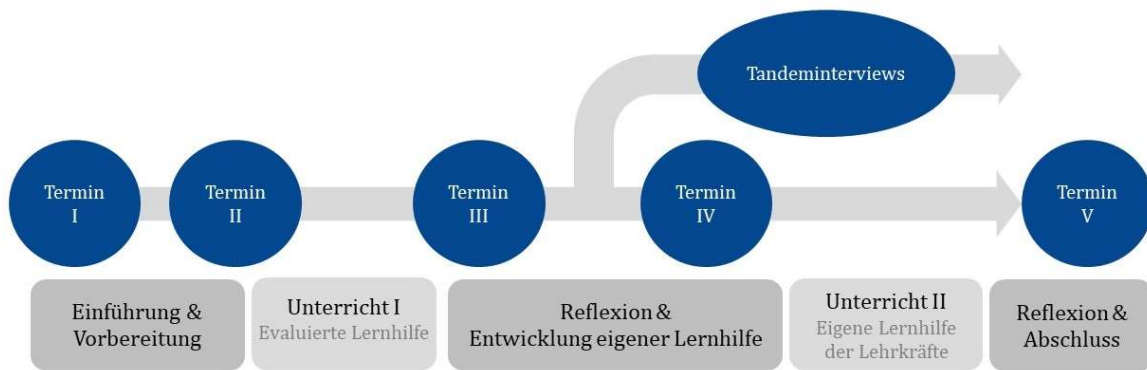 Tandeminterviews
Termin
I
Termin
II
Termin
III
Termin
IV
Termin
V
Einführung &
Vorbereitung
Unterricht I
Evaluierte Lernhilfe
Reflexion &
Entwicklung eigener Lernhilfe
Unterricht II
Eigene Lernhilfe
der Lehrkräfte
Reflexion &
Abschluss